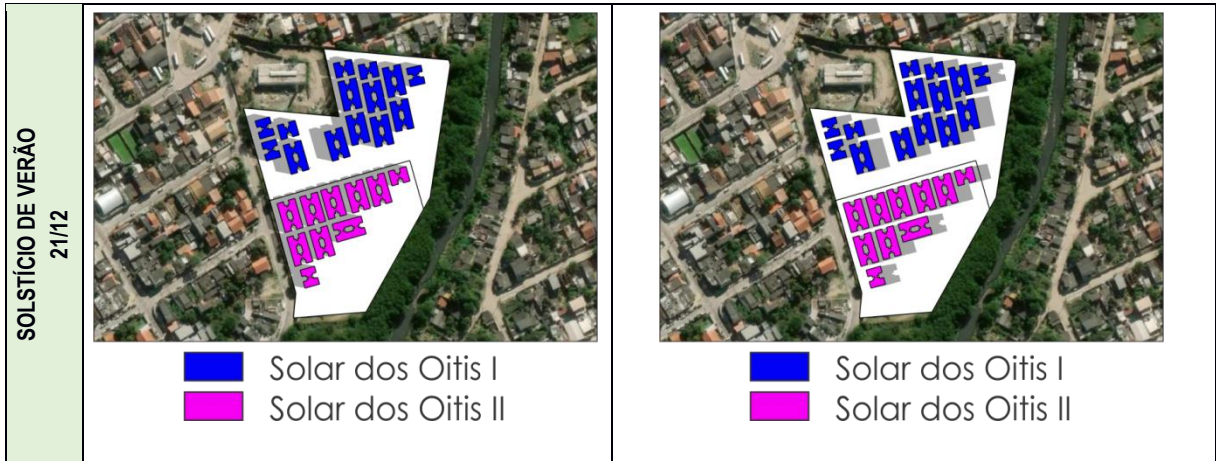 SOLSTÍCIO DE VERÃO
21/12
Solar dos Oitis I
Solar dos Oitis II
Solar dos Oitis I
Solar dos Oitis II